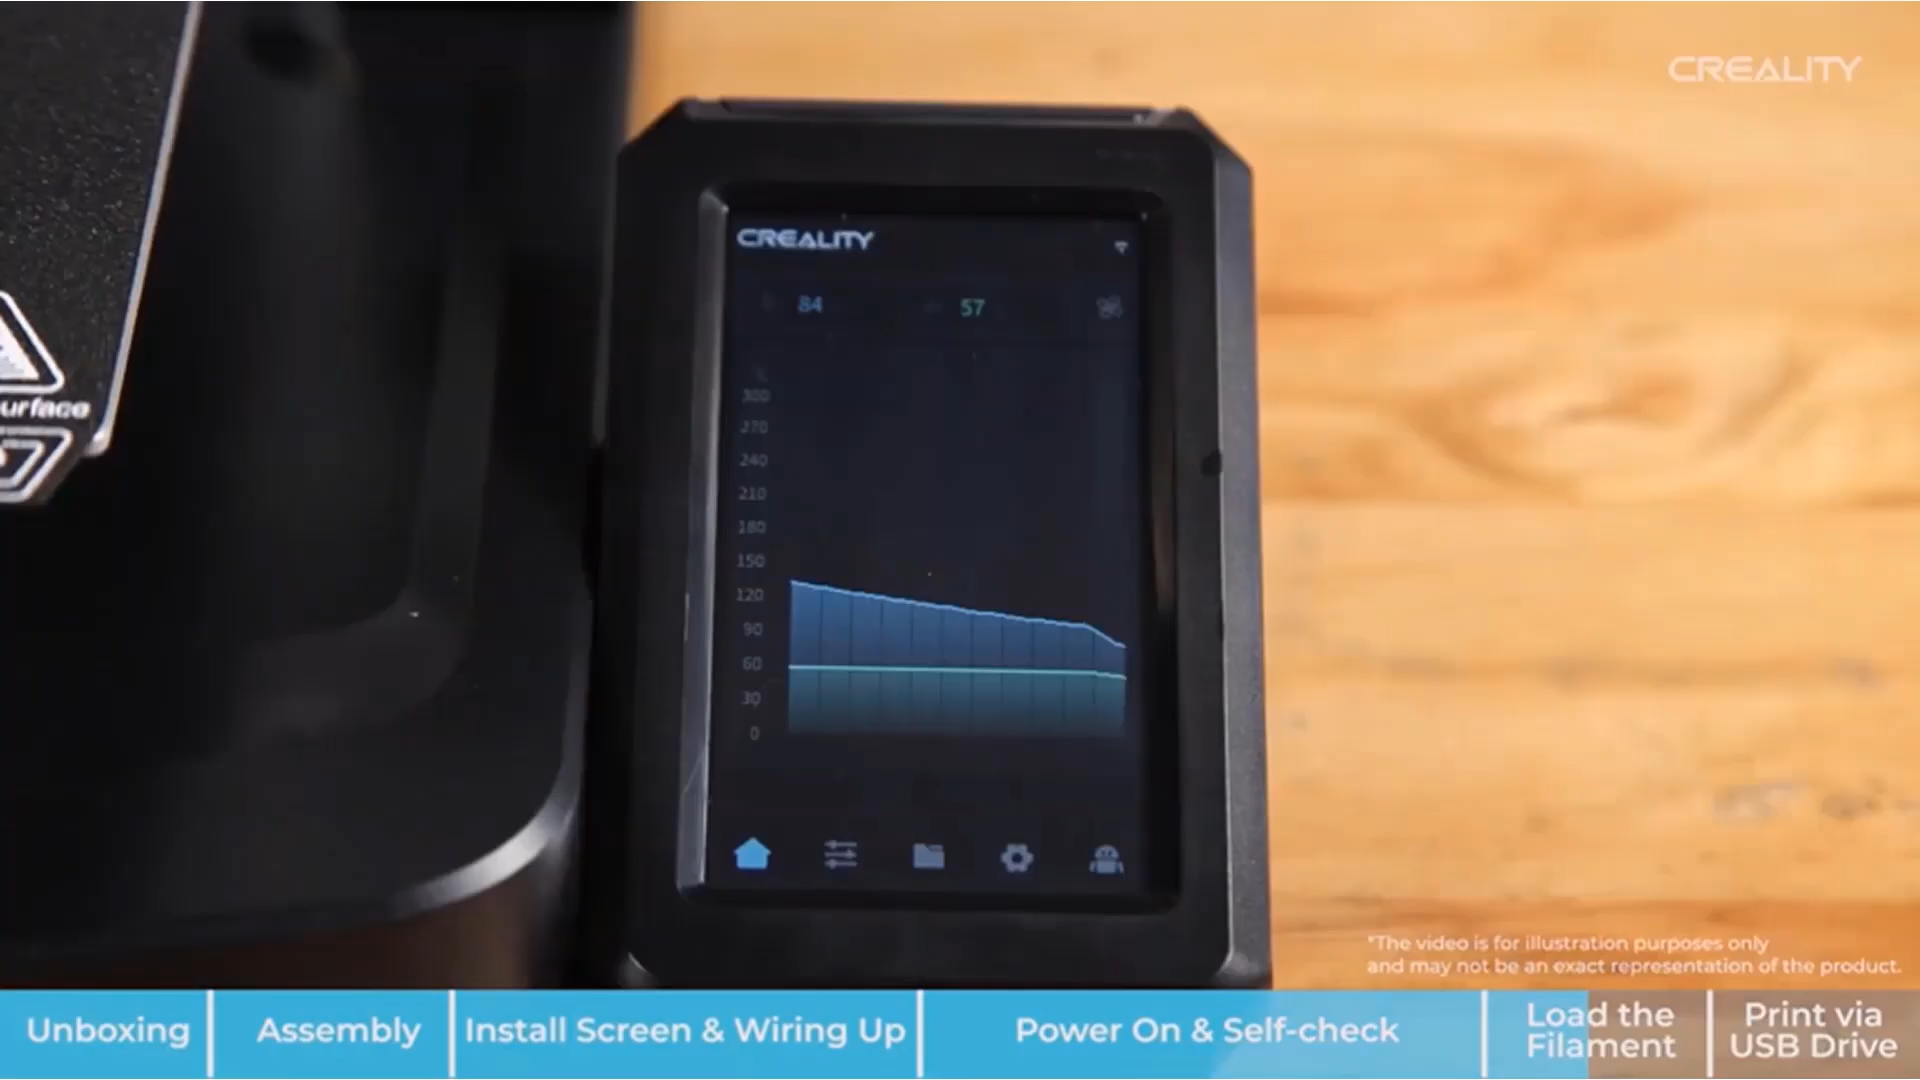 CREALITY
CREALITY
84 57
300
270
240
210
180
150
120
90
60
30
0
urface
*The video is for illustration purposes only
and may not be an exact representation of the product.
Unboxing
Assembly
Install Screen & Wiring Up
Power On & Self-check
Load the
Filament
Print via
USB Drive